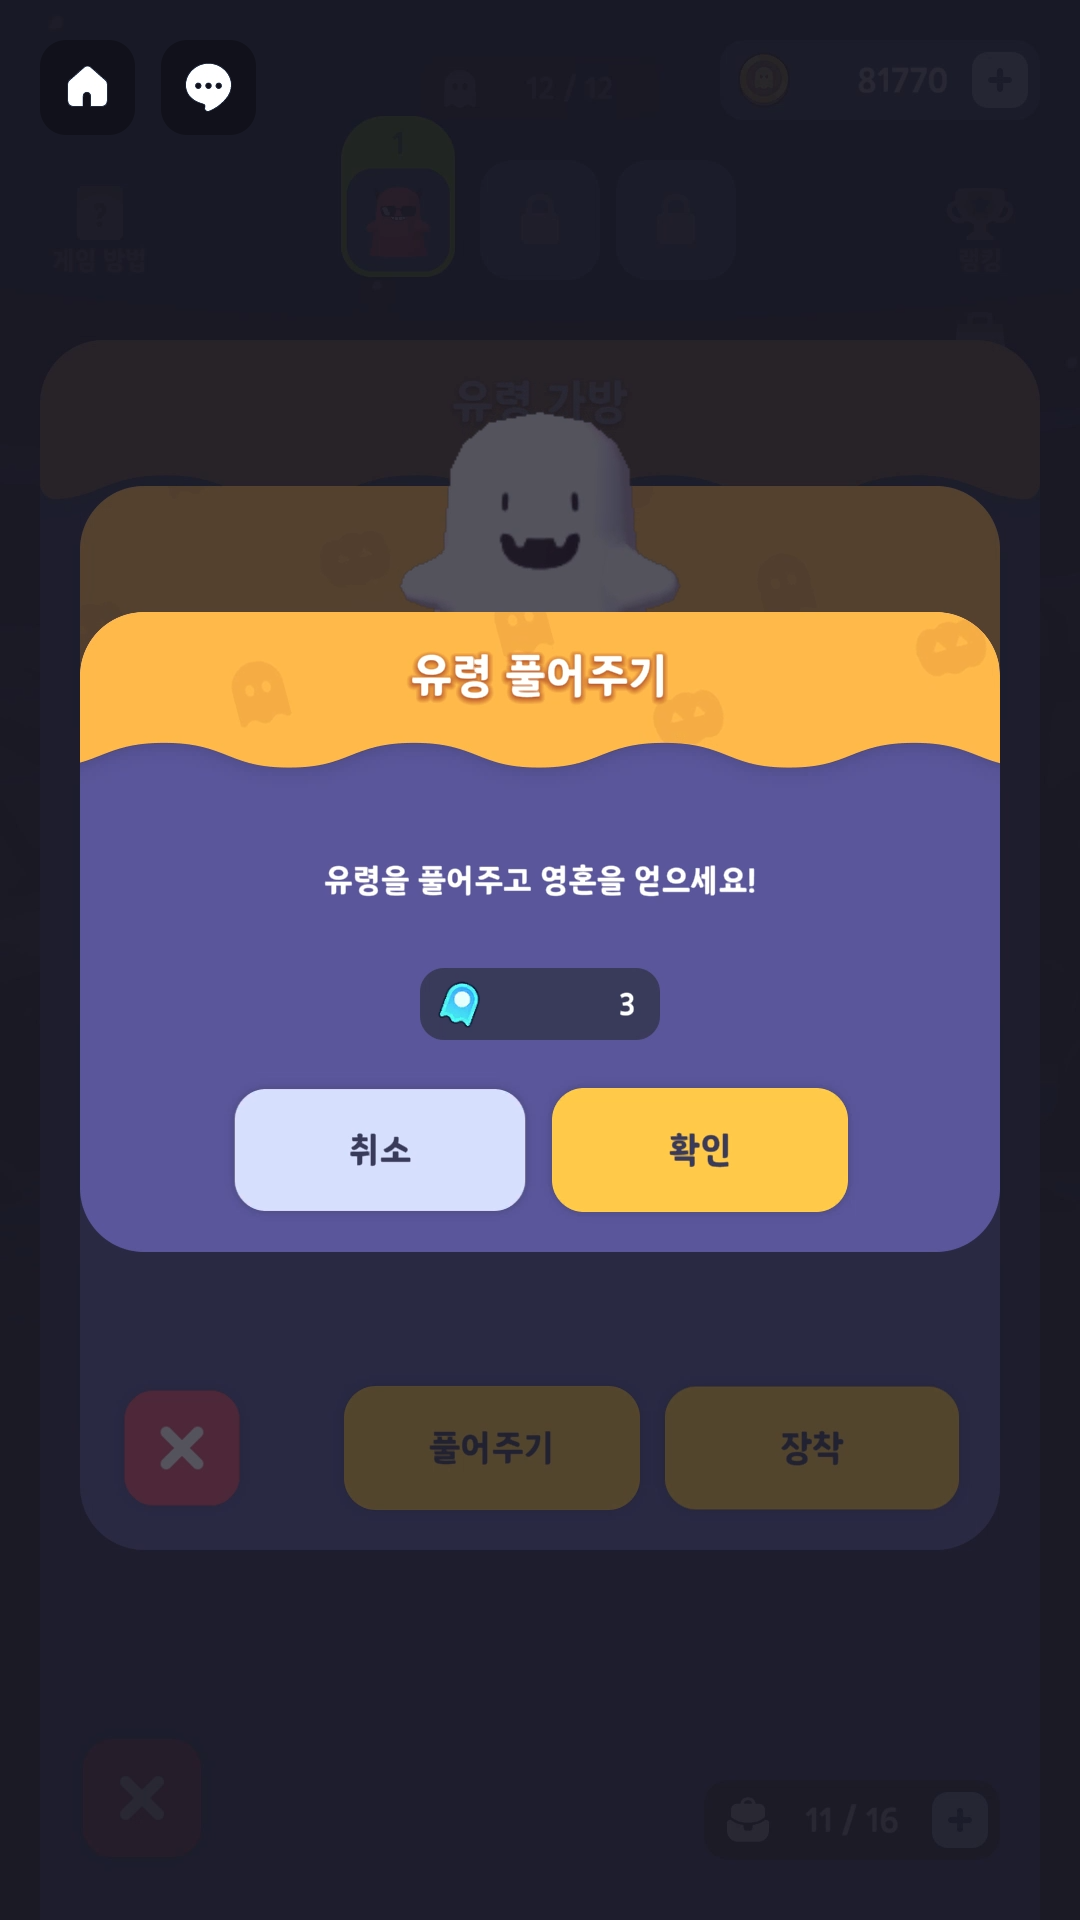 12 / 12
81770
1
?
게임 방법
랭킹
유령 가방
유령 풀어주기
유령을 풀어주고 영혼을 얻으세요!
3
취소
확인
풀어주기
장착
11 / 16